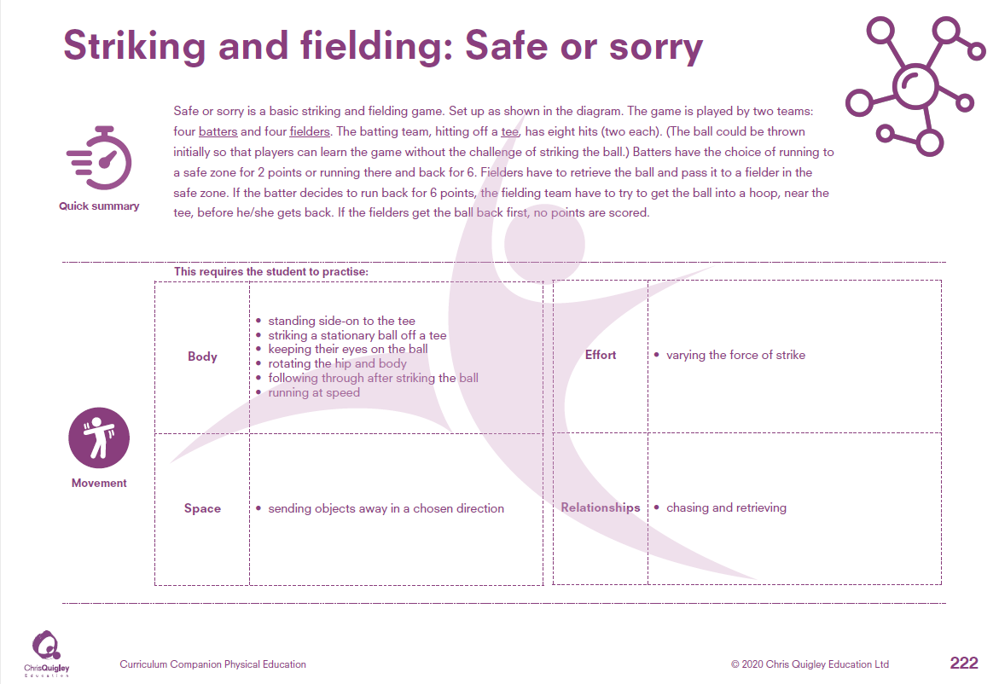 Striking and fielding: Safe or sorry
Safe or sorry is a basic striking and fielding game. Set up as shown in the diagram. The game is played by two teams:
four batters and four fielders. The batting team, hitting off a tee, has eight hits (two each). (The ball could be thrown
initially so that players can learn the game without the challenge of striking the ball.) Batters have the choice of running to
a safe zone for 2 points or running there and back for 6. Fielders have to retrieve the ball and pass it to a fielder in the
safe zone. If the batter decides to run back for 6 points, the fielding team have to try to get the ball into a hoop, near the
tee, before he/she gets back. If the fielders get the ball back first, no points are scored.
Quick summary
This requires the student to practise:
Body
• standing side-on to the tee
• striking a stationary ball off a tee
• keeping their eyes on the ball
• rotating the hip and body
• following through after striking the ball
• running at speed
Effort
• varying the force of strike
Movement
Space
• sending objects away in a chosen direction
Relationships
• chasing and retrieving
ChrisQuigley
Education
Curriculum Companion Physical Education
© 2020 Chris Quigley Education Ltd
222